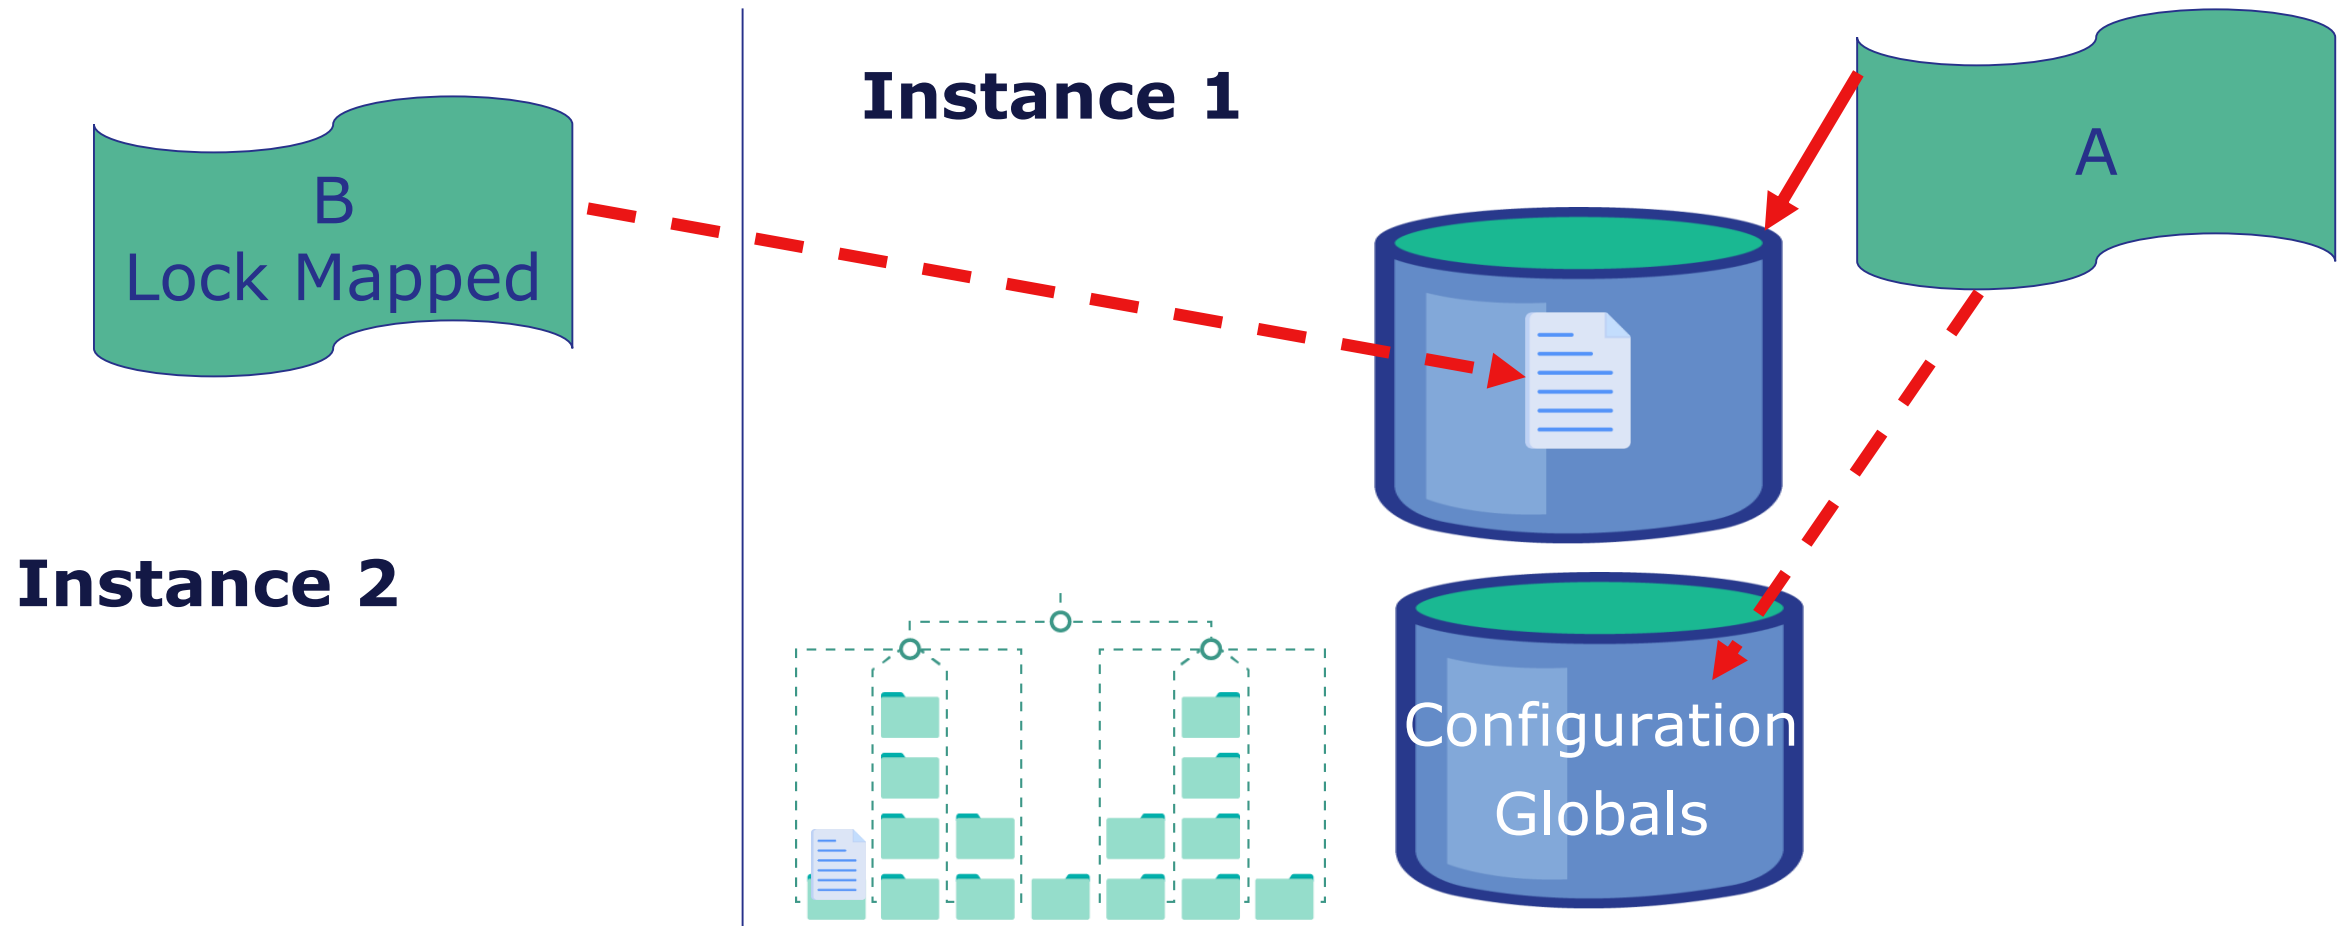 Instance 1
A
B
Lock Mapped
Instance 2
Configuration
Globals